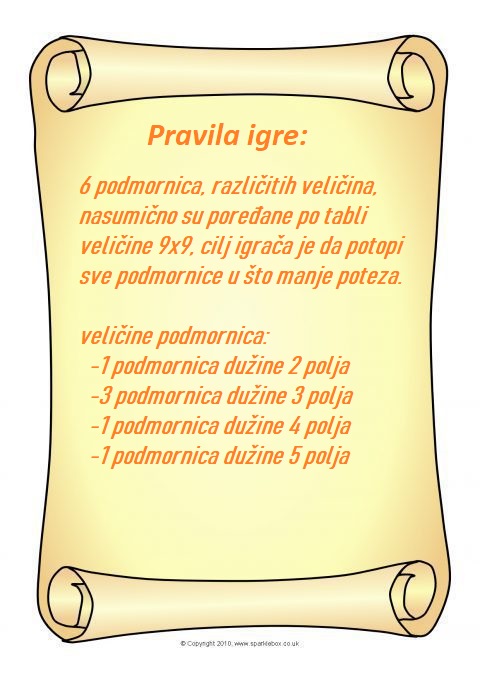 Pravila igre:
6 podmornica, različitih veličina,
nasumično su poređane po tabli
veličine 9x9, cilj igrača je da potopi
sve podmornice u što manje poteza.
veličine podmornica:
-1 podmornica dužine 2 polja
-3 podmornica dužine 3 polja
-1 podmornica dužine 4 polja
-1 podmornica dužine 5 polja
© Copyright 2010, www.sparklebox.co.uk